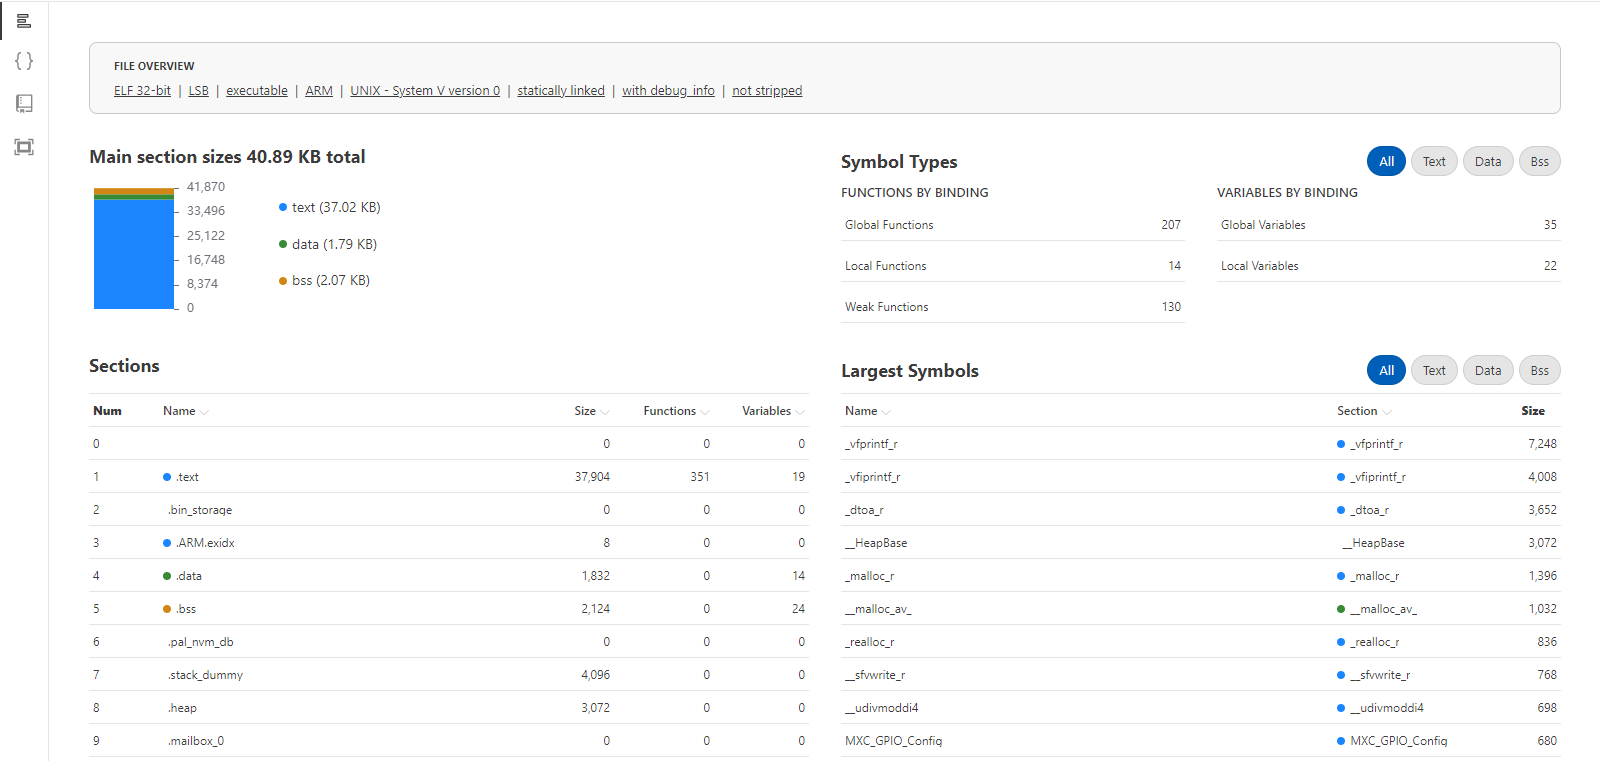 FILE OVERVIEW
ELF 32-bit | LSB | executable | ARM | UNIX - System V version 0 | statically linked | with debug_info | not stripped
Main section sizes 40.89 KB total
41,870
33,496
25,122
16,748
8,374
0
text (37.02 KB)
data (1.79 KB)
bss (2.07 KB)
Symbol Types
All Text Data Bss
FUNCTIONS BY BINDING
Global Functions 207
Local Functions 14
Weak Functions 130
VARIABLES BY BINDING
Global Variables 35
Local Variables 22
Sections
Num Name Size Functions Variables
0 0 0 0
1 .text 37,904 351 19
2 .bin_storage 0 0 0
3 .ARM.exidx 8 0 0
4 .data 1,832 0 14
5 .bss 2,124 0 24
6 .pal_nvm_db 0 0 0
7 .stack_dummy 4,096 0 0
8 .heap 3,072 0 0
9 .mailbox_0 0 0 0
Largest Symbols
All Text Data Bss
Name Section Size
_vfprintf_r _vfprintf_r 7,248
_vfiprintf_r _vfiprintf_r 4,008
_dtoa_r _dtoa_r 3,652
__HeapBase __HeapBase 3,072
_malloc_r _malloc_r 1,396
__malloc_av_ __malloc_av_ 1,032
_realloc_r _realloc_r 836
__sfvwrite_r __sfvwrite_r 768
__udivmoddi4 __udivmoddi4 698
MXC_GPIO_Config MXC_GPIO_Config 680